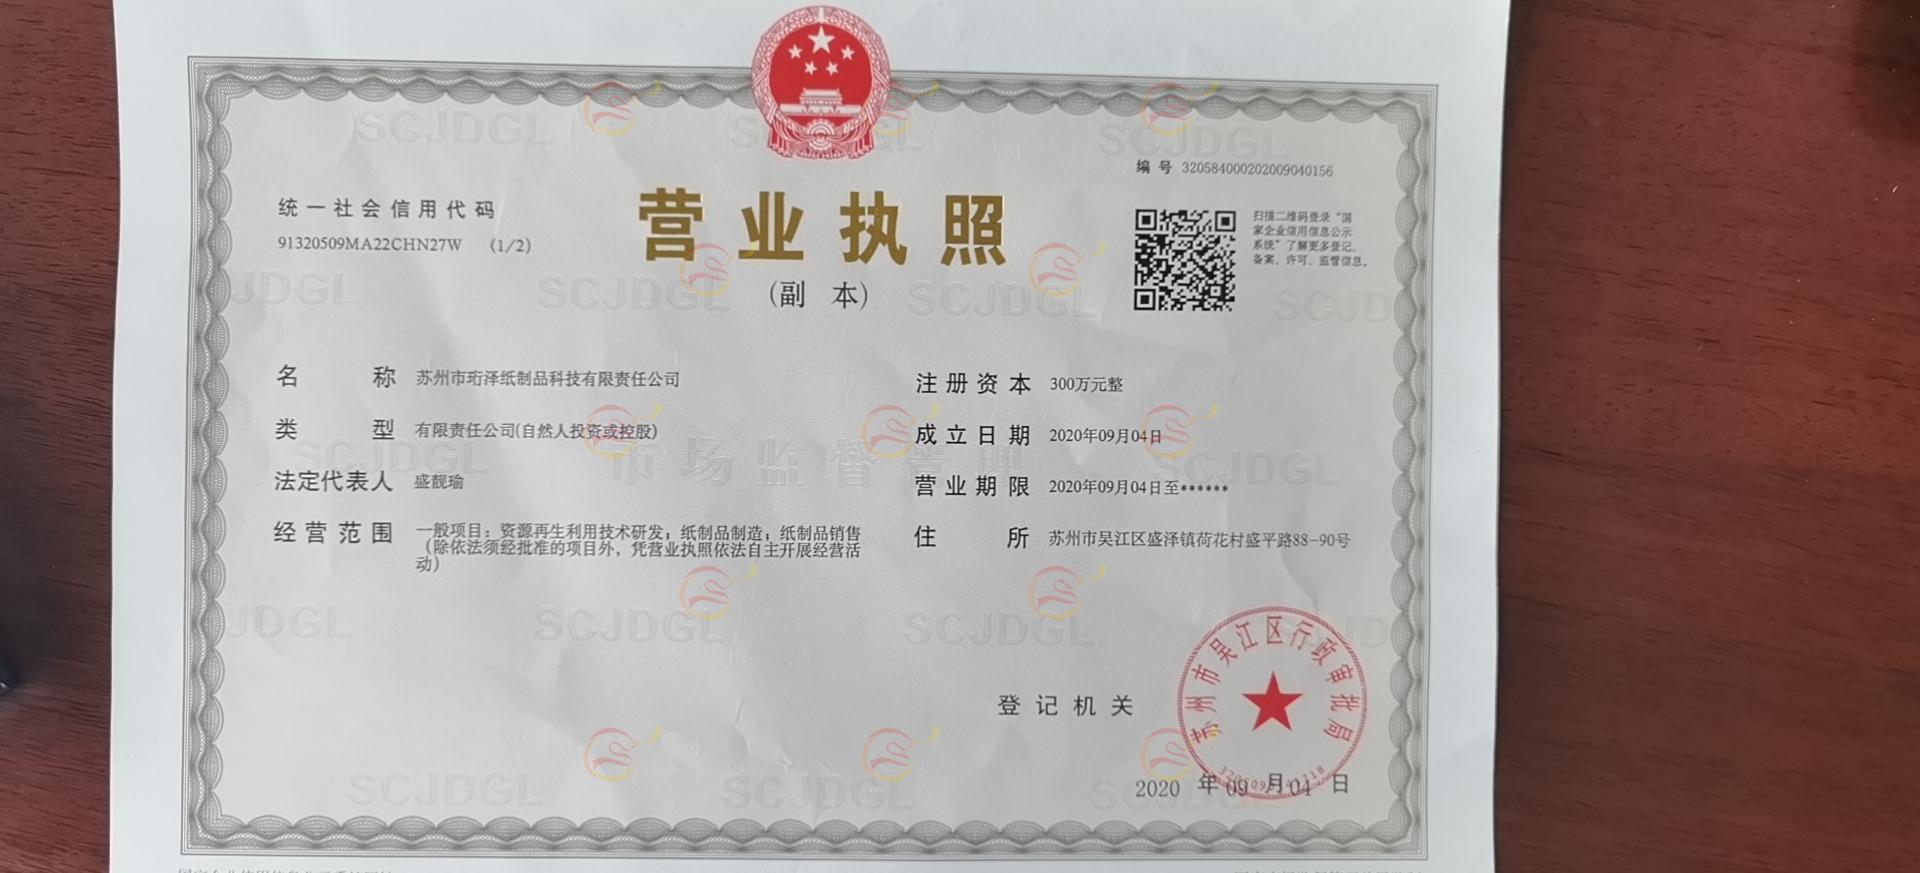 编号 320584000202009040156
统一社会信用代码
91320509MA22CHN27W (1/2)
营业执照
(副 本)
扫描二维码登录“国
家企业信用信息公示
系统”了解更多登记、
备案、许可、监管信息。
名称 苏州市珩泽纸制品科技有限责任公司
类型 有限责任公司(自然人投资或控股)
法定代表人 盛靓瑜
经营范围 一般项目：资源再生利用技术研发；纸制品制造；纸制品销售
（除依法须经批准的项目外，凭营业执照依法自主开展经营活
动）
注册资本 300万元整
成立日期 2020年09月04日
营业期限 2020年09月04日至******
住所 苏州市吴江区盛泽镇荷花村盛平路88-90号
登记机关
苏州市吴江区行政审批局
2020 年 09 月 04 日
SCJDGL
市场监督管理